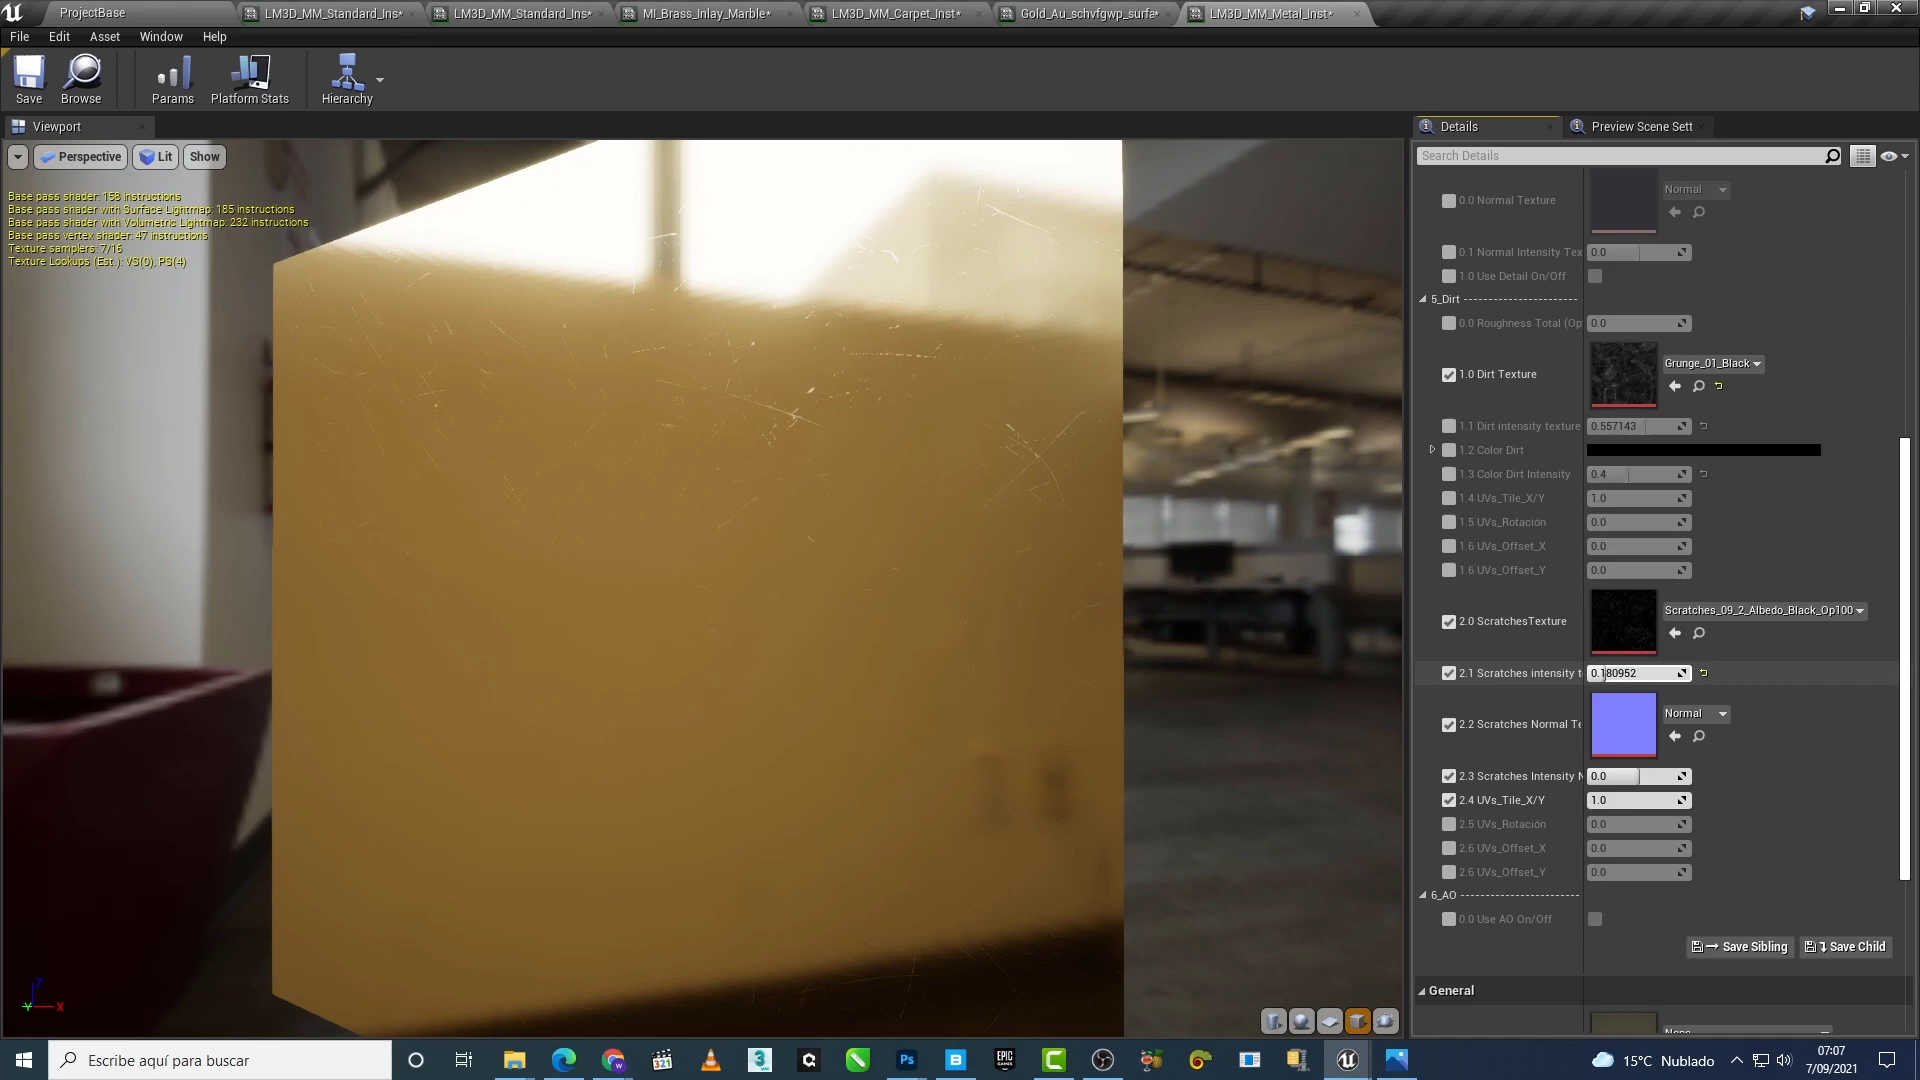 ProjectBase
LM3D_MM_Standard_Ins*
LM3D_MM_Standard_Ins*
MI_Brass_Inlay_Marble*
LM3D_MM_Carpet_Inst*
Gold_Au_schvfgwp_surfa*
LM3D_MM_Metal_Inst*
File Edit Asset Window Help
Save
Browse
Params
Platform Stats
Hierarchy
Viewport
Perspective
Lit
Show
Base pass shader: 158 instructions
Base pass shader with Surface Lightmap: 185 instructions
Base pass shader with Volumetric Lightmap: 232 instructions
Base pass vertex shader: 47 instructions
Texture samplers: 7/16
Texture Lookups (Est.): VS(0), PS(4)
Z
Y
X
Details
Preview Scene Sett
Search Details
0.0 Normal Texture
Normal
0.1 Normal Intensity Tex
0.0
1.0 Use Detail On/Off
5_Dirt
0.0 Roughness Total (Op
0.0
1.0 Dirt Texture
Grunge_01_Black
1.1 Dirt intensity texture
0.557143
1.2 Color Dirt
1.3 Color Dirt Intensity
0.4
1.4 UVs_Tile_X/Y
1.0
1.5 UVs_Rotación
0.0
1.6 UVs_Offset_X
0.0
1.6 UVs_Offset_Y
0.0
2.0 ScratchesTexture
Scratches_09_2_Albedo_Black_Op100
2.1 Scratches intensity t
0.180952
2.2 Scratches Normal Te
Normal
2.3 Scratches Intensity N
0.0
2.4 UVs_Tile_X/Y
1.0
2.5 UVs_Rotación
0.0
2.6 UVs_Offset_X
0.0
2.6 UVs_Offset_Y
0.0
6_AO
0.0 Use AO On/Off
Save Sibling
Save Child
General
None
Escribe aquí para buscar
15°C Nublado
07:07
7/09/2021